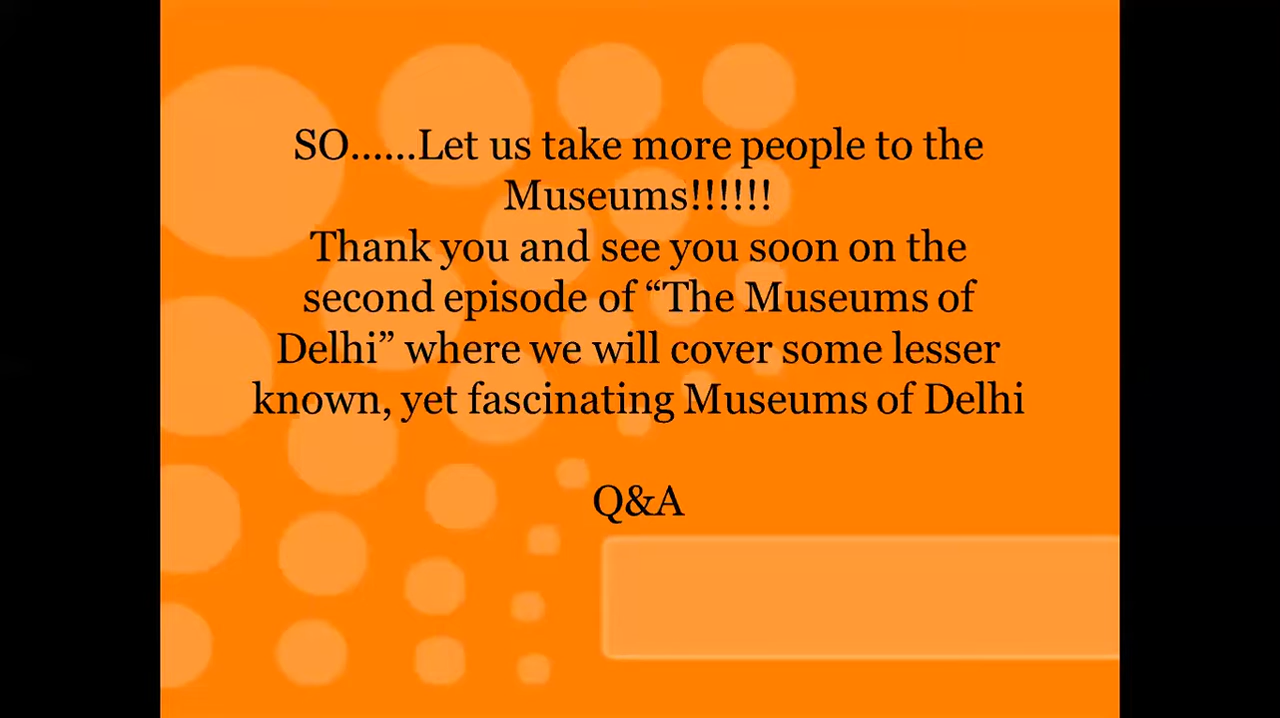 SO......Let us take more people to the
Museums!!!!!!
Thank you and see you soon on the
second episode of “The Museums of
Delhi” where we will cover some lesser
known, yet fascinating Museums of Delhi
Q&A